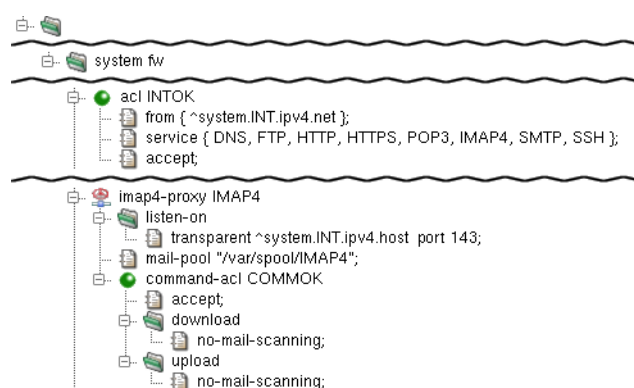 system fw
acl INTOK
from { ^system.INT.ipv4.net };
service { DNS, FTP, HTTP, HTTPS, POP3, IMAP4, SMTP, SSH };
accept;
imap4-proxy IMAP4
listen-on
transparent ^system.INT.ipv4.host port 143;
mail-pool "/var/spool/IMAP4";
command-acl COMMOK
accept;
download
no-mail-scanning;
upload
no-mail-scanning;